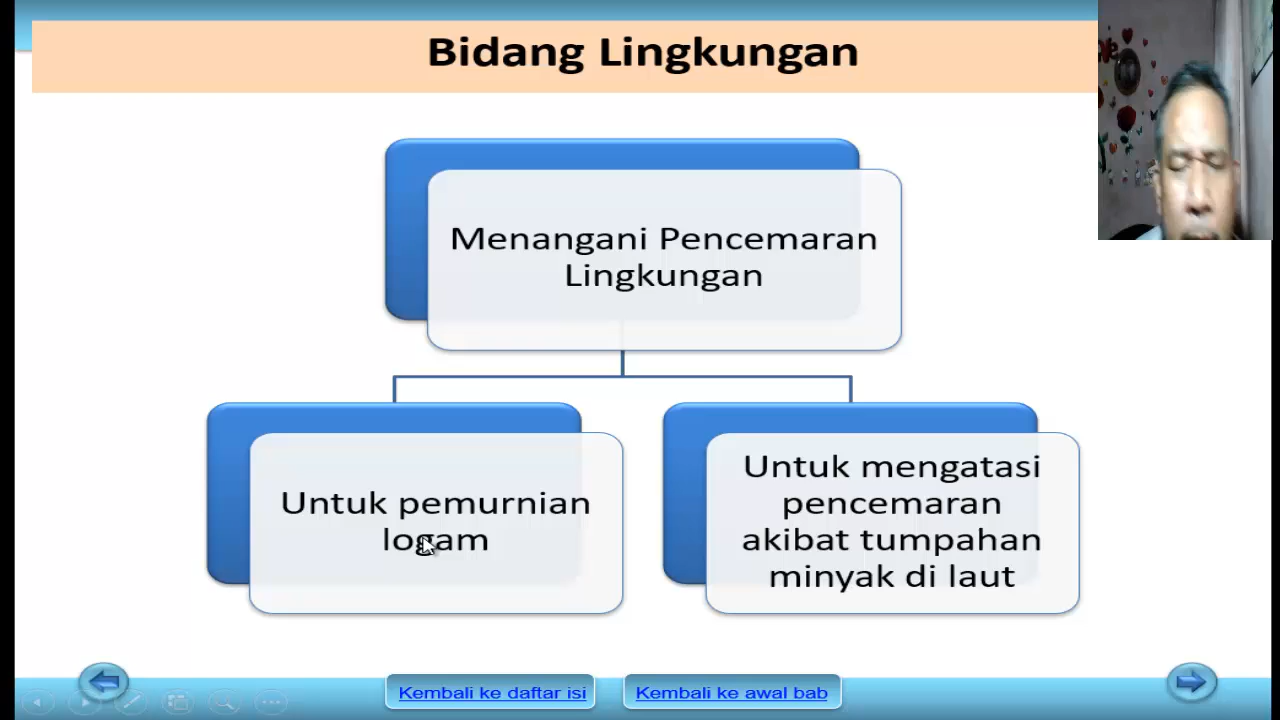 Bidang Lingkungan
Menangani Pencemaran
Lingkungan
Untuk pemurnian
logam
Untuk mengatasi
pencemaran
akibat tumpahan
minyak di laut
Kembali ke daftar isi
Kembali ke awal bab